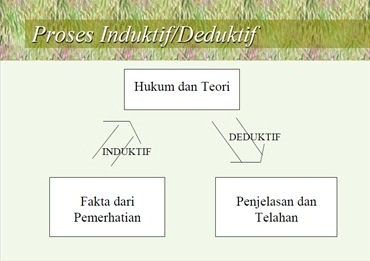 Proses Induktif/Deduktif
Hukum dan Teori
INDUKTIF
DEDUKTIF
Fakta dari
Pemerhatian
Penjelasan dan
Telahan